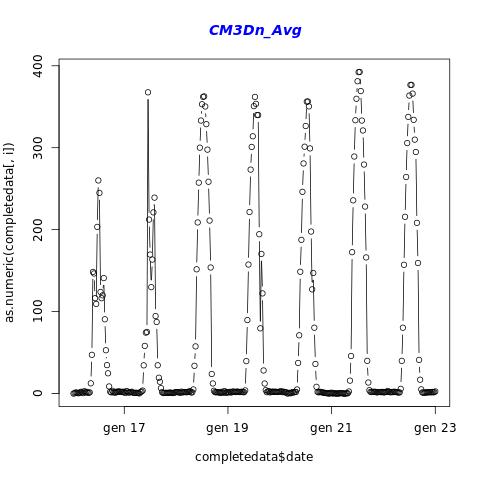 CM3Dn_Avg
as.numeric(completedata[, i])
400
300
200
100
0
gen 17
gen 19
gen 21
gen 23
completedata$date